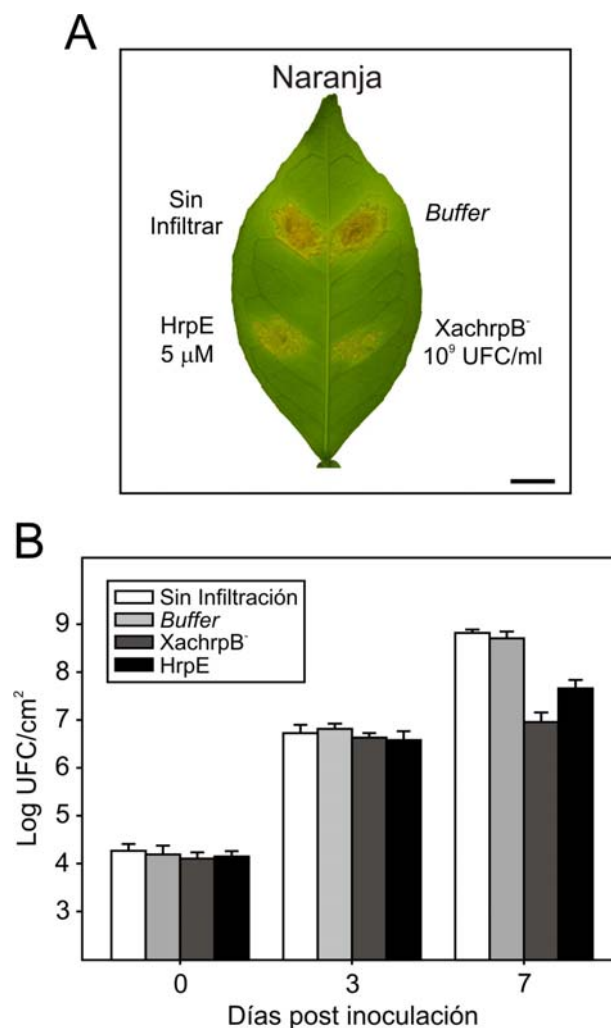 A
Naranja
Sin
Infiltrar
Buffer
HrpE
5 μM
XachrpB⁻
10⁹ UFC/ml
B
Sin Infiltración
Buffer
XachrpB⁻
HrpE
Log UFC/cm²
9
8
7
6
5
4
3
0 3 7
Días post inoculación